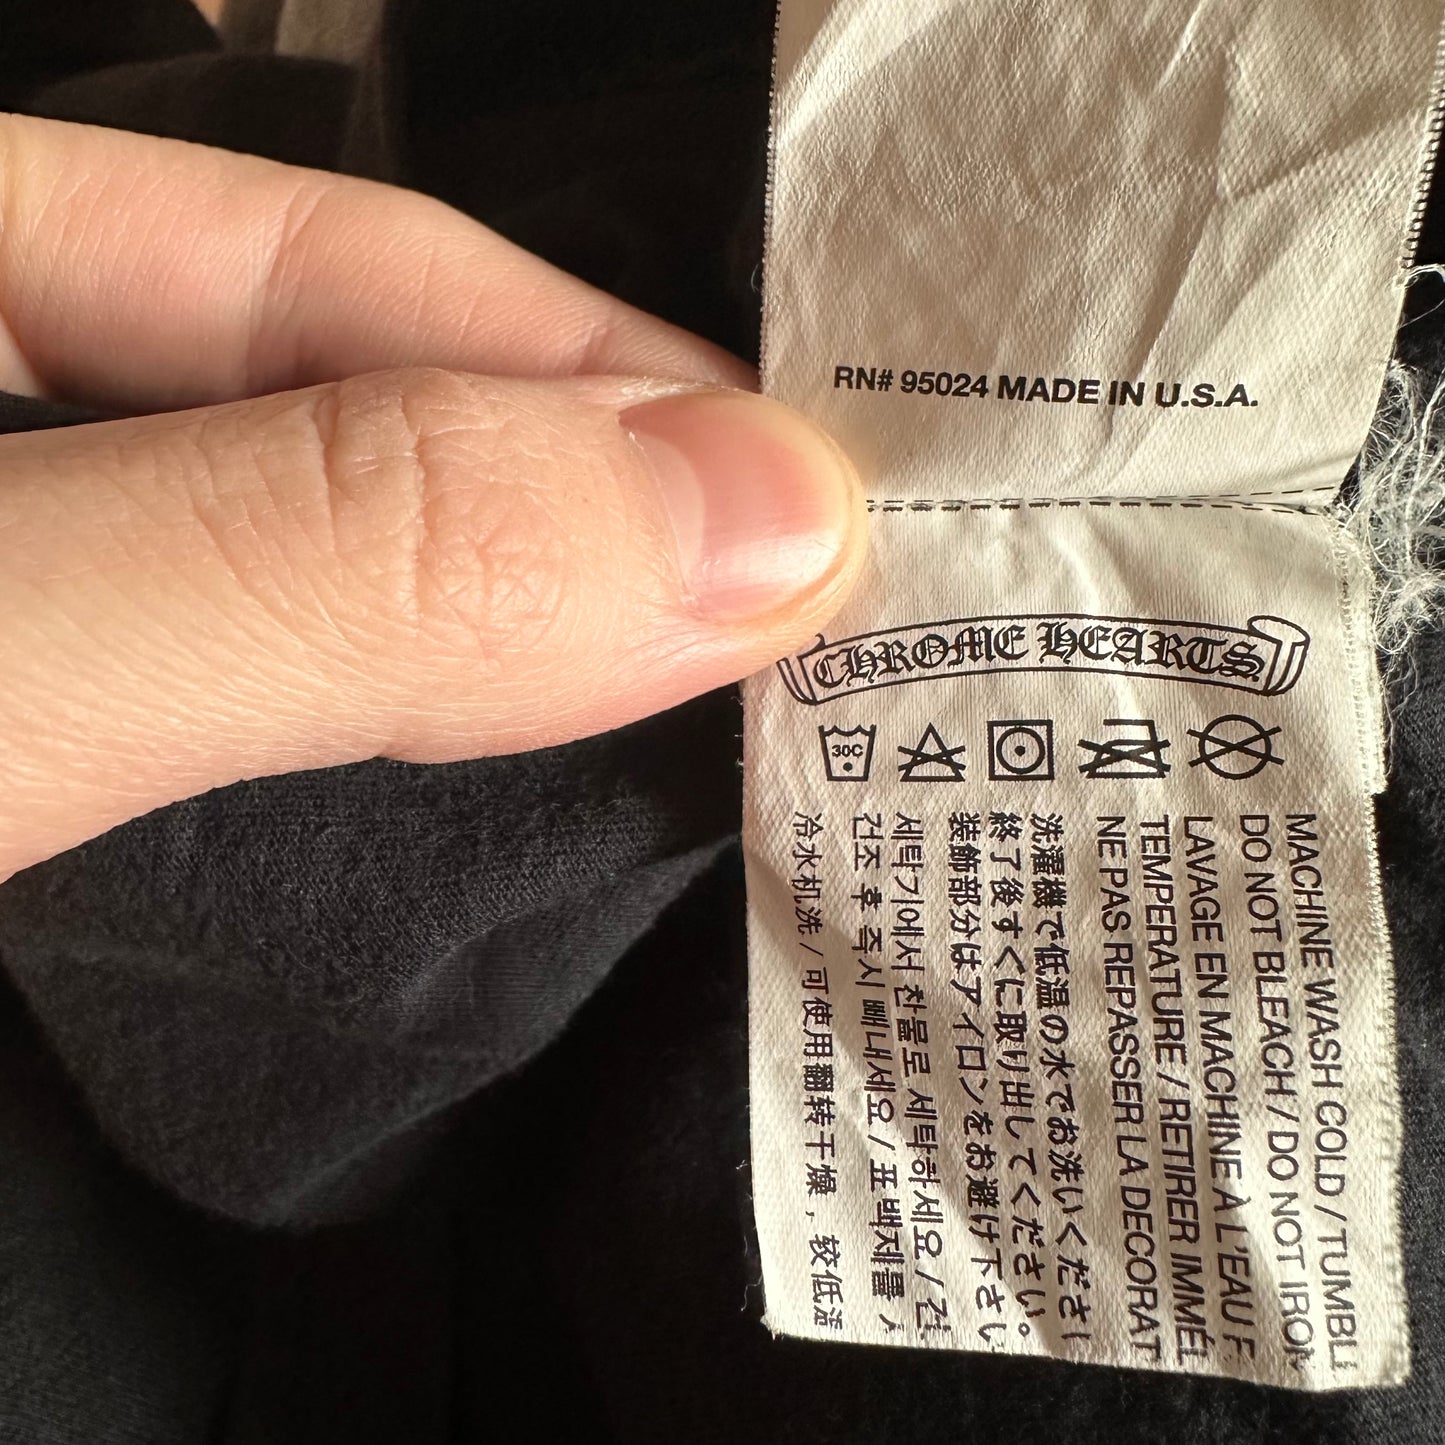 RN# 95024 MADE IN U.S.A.
CHROME HEARTS
30C
MACHINE WASH COLD / TUMBL
DO NOT BLEACH / DO NOT IRON
LAVAGE EN MACHINE À L'EAU F
TEMPERATURE / RETIRER IMMÉ
NE PAS REPASSER LA DECORAT
洗濯機で低温の水でお洗いくださ
終了後すぐに取り出してください。
装飾部分はアイロンをお避け下さい
세탁기에서 찬물로 세탁하세요 / 건
건조 후 즉시 빼내세요 / 표백제를
冷水机洗 / 可使用翻转干燥，较低